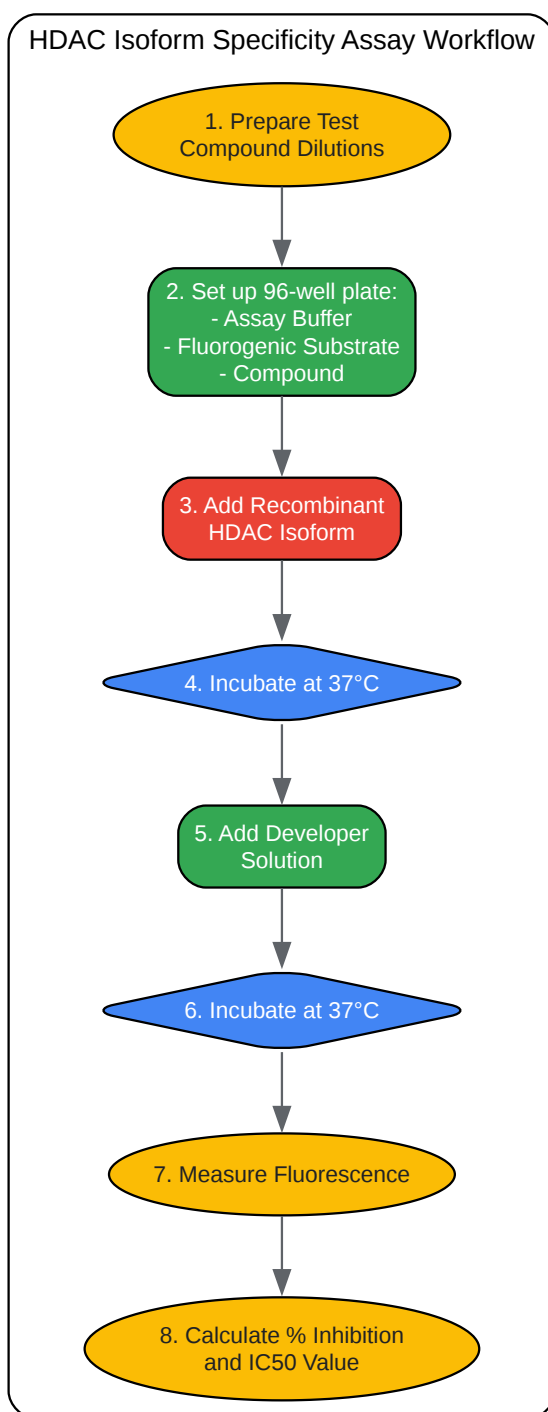 HDAC Isoform Specificity Assay Workflow
1. Prepare Test
Compound Dilutions
2. Set up 96-well plate:
- Assay Buffer
- Fluorogenic Substrate
- Compound
3. Add Recombinant
HDAC Isoform
4. Incubate at 37°C
5. Add Developer
Solution
6. Incubate at 37°C
7. Measure Fluorescence
8. Calculate % Inhibition
and IC50 Value